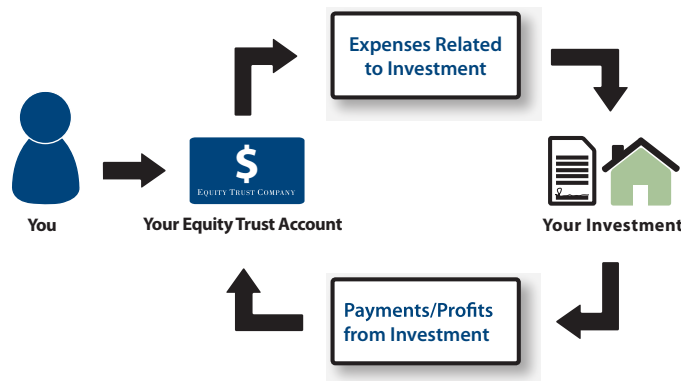 Expenses Related
to Investment
$
EQUITY TRUST COMPANY
You
Your Equity Trust Account
Your Investment
Payments/Profits
from Investment